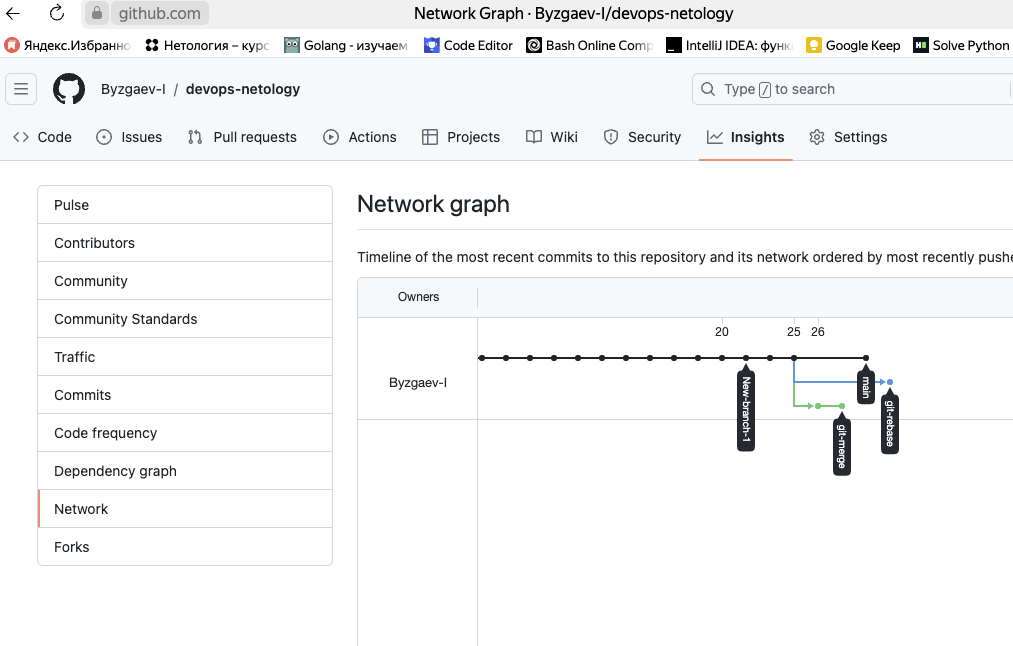 github.com
Network Graph · Byzgaev-I/devops-netology
Яндекс.Избранно
Нетология – курс
Golang - изучаем
Code Editor
Bash Online Comp
IntelliJ IDEA: функ
Google Keep
Solve Python
Byzgaev-I / devops-netology
Type / to search
Code
Issues
Pull requests
Actions
Projects
Wiki
Security
Insights
Settings
Pulse
Contributors
Community
Community Standards
Traffic
Commits
Code frequency
Dependency graph
Network
Forks
Network graph
Timeline of the most recent commits to this repository and its network ordered by most recently pushe
Owners
20
25
26
Byzgaev-I
New-branch-1
main
git-rebase
git-merge